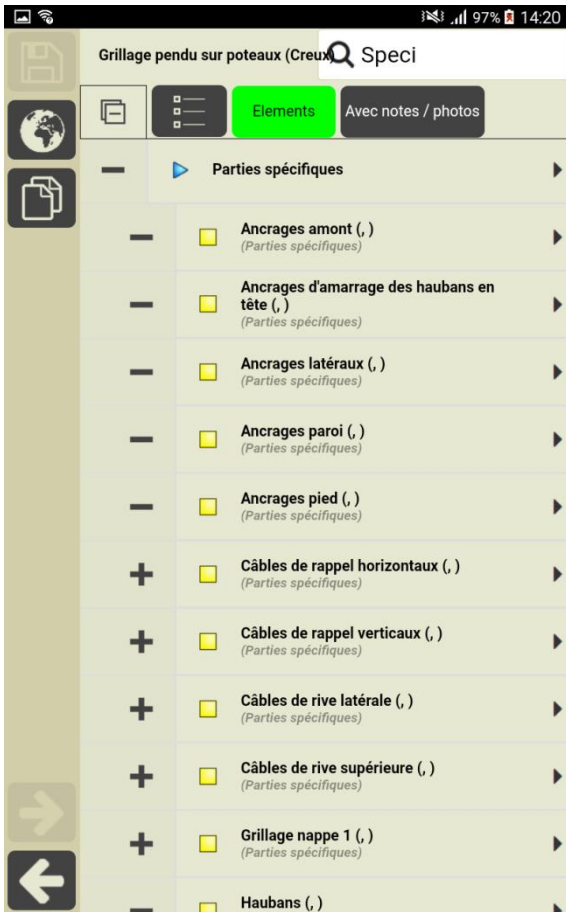 97% 14:20
Grillage pendu sur poteaux (Creux)
Speci
Elements
Avec notes / photos
Parties spécifiques
Ancrages amont (, )
(Parties spécifiques)
Ancrages d'amarrage des haubans en
tête (, )
(Parties spécifiques)
Ancrages latéraux (, )
(Parties spécifiques)
Ancrages paroi (, )
(Parties spécifiques)
Ancrages pied (, )
(Parties spécifiques)
Câbles de rappel horizontaux (, )
(Parties spécifiques)
Câbles de rappel verticaux (, )
(Parties spécifiques)
Câbles de rive latérale (, )
(Parties spécifiques)
Câbles de rive supérieure (, )
(Parties spécifiques)
Grillage nappe 1 (, )
(Parties spécifiques)
Haubans (, )